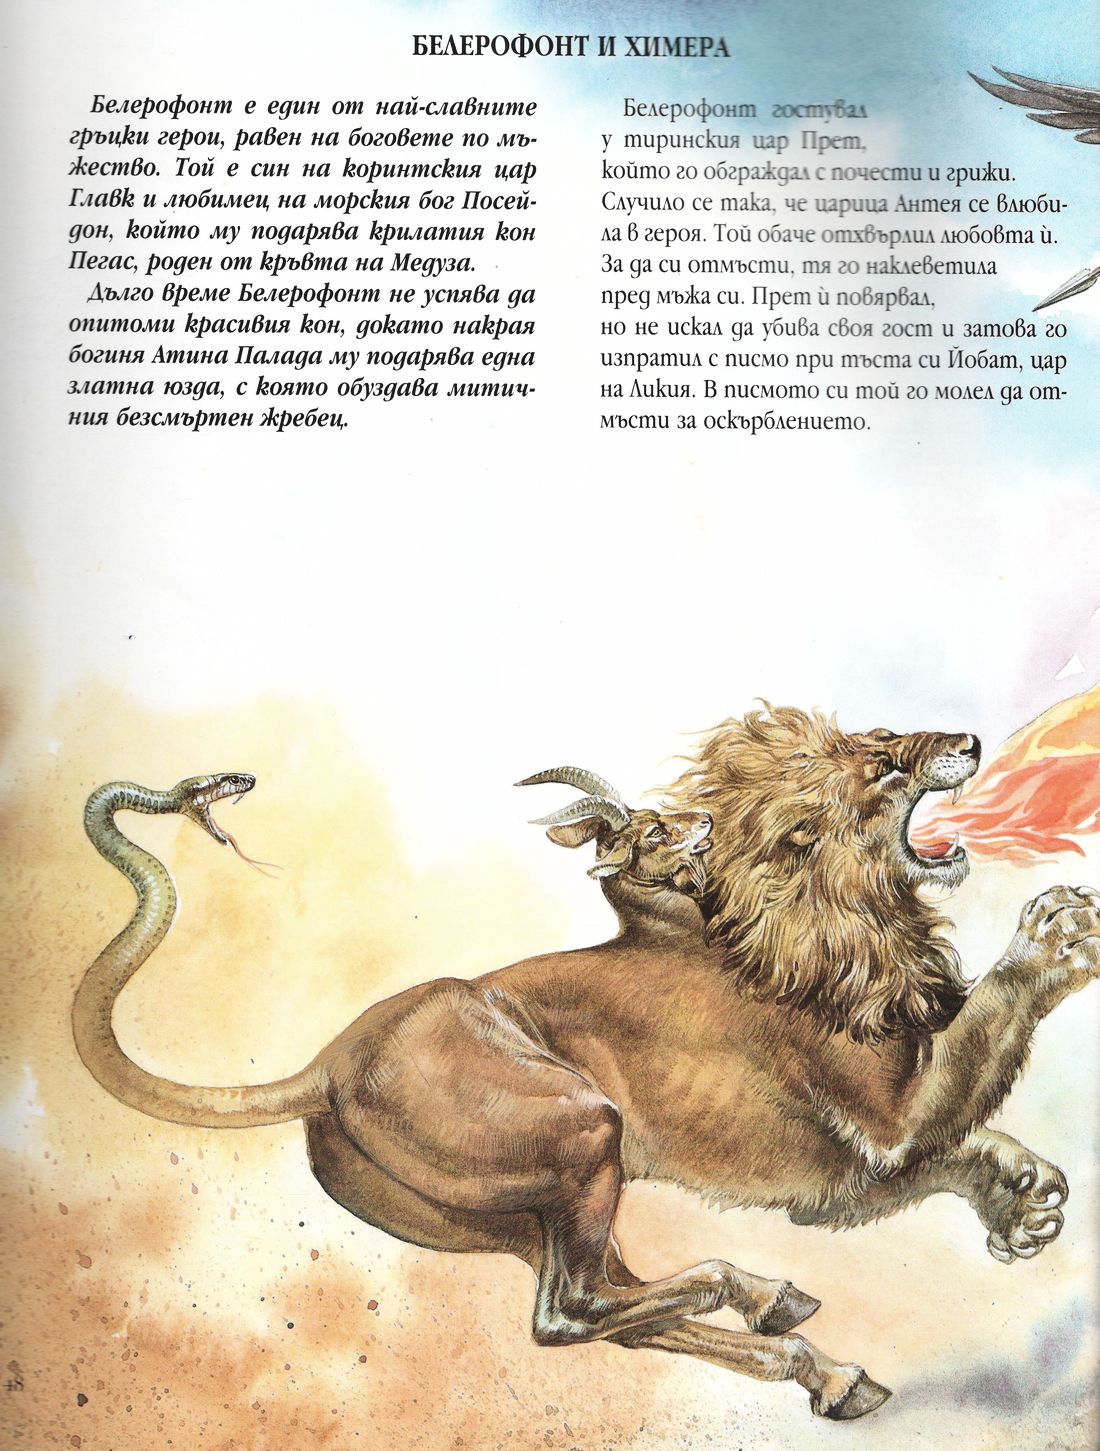 БЕЛЕРОФОНТ И ХИМЕРА
Белерофонт е един от най-славните
гръцки герои, равен на боговете по мъ-
жество. Той е син на коринтския цар
Главк и любимец на морския бог Посей-
дон, който му подарява крилатия кон
Пегас, роден от кръвта на Медуза.
Дълго време Белерофонт не успява да
опитоми красивия кон, докато накрая
богиня Атина Палада му подарява една
златна юзда, с която обуздава митич-
ния безсмъртен жребец.
Белерофонт гостувал
у тиринския цар Прет,
който го обграждал с почести и грижи.
Случило се така, че царица Антея се влюби-
ла в героя. Той обаче отхвърлил любовта ѝ.
За да си отмъсти, тя го наклеветила
пред мъжа си. Прет ѝ повярвал,
но не искал да убива своя гост и затова го
изпратил с писмо при тъста си Йобат, цар
на Ликия. В писмото си той го молел да от-
мъсти за оскърблението.
48